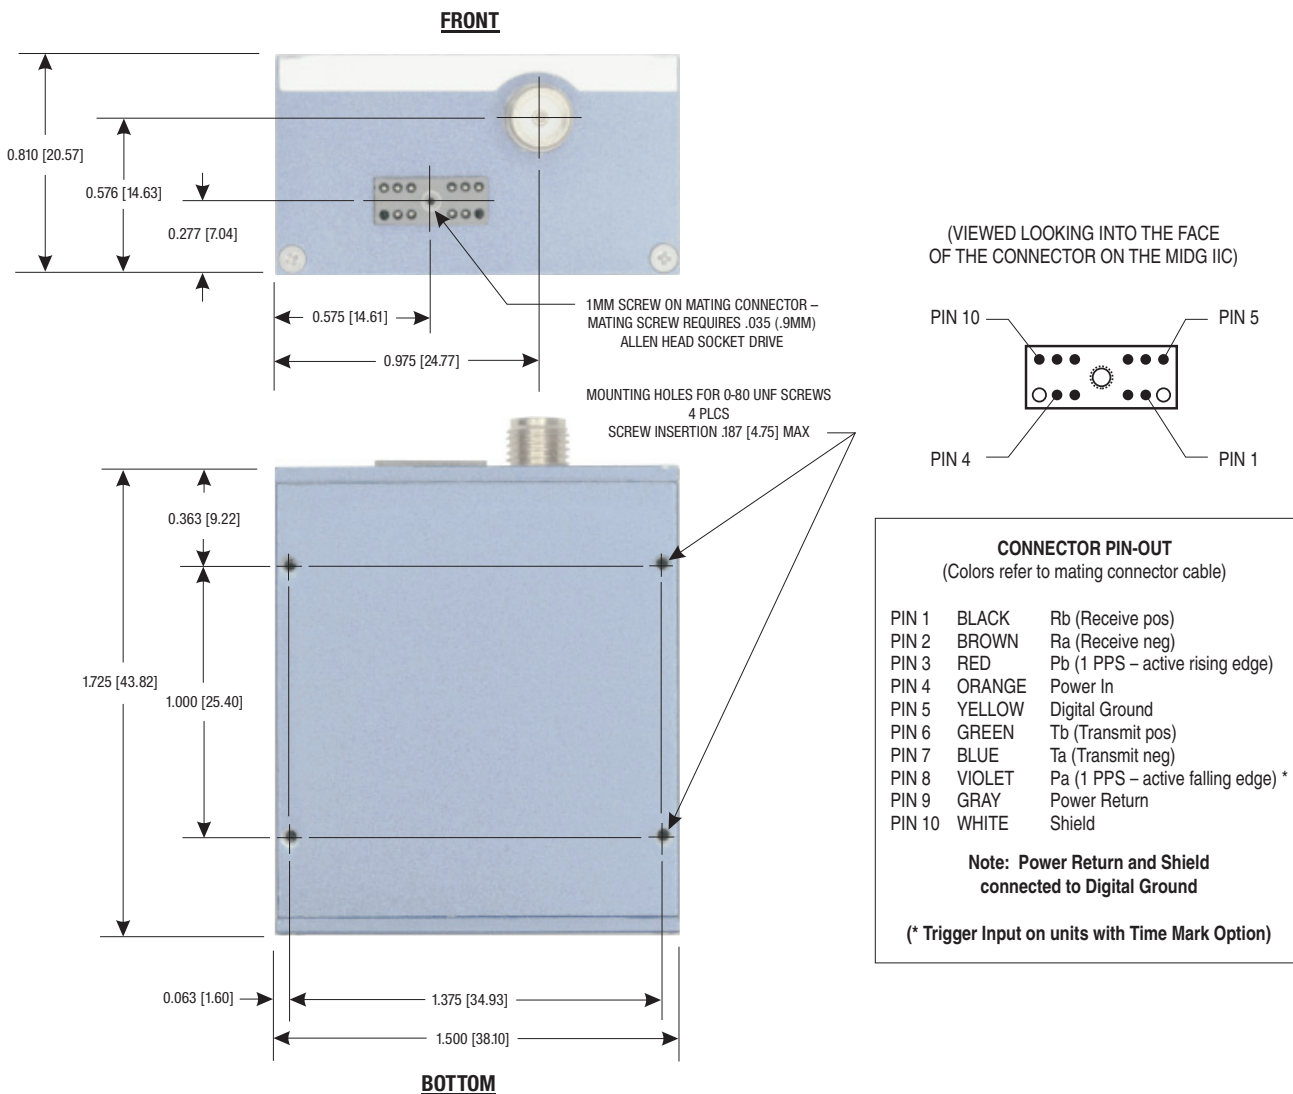 FRONT
0.810 [20.57]
0.576 [14.63]
0.277 [7.04]
0.575 [14.61]
0.975 [24.77]
1MM SCREW ON MATING CONNECTOR –
MATING SCREW REQUIRES .035 (.9MM)
ALLEN HEAD SOCKET DRIVE
MOUNTING HOLES FOR 0-80 UNF SCREWS
4 PLCS
SCREW INSERTION .187 [4.75] MAX
(VIEWED LOOKING INTO THE FACE
OF THE CONNECTOR ON THE MIDG IIC)
PIN 10
PIN 5
PIN 4
PIN 1
0.363 [9.22]
1.725 [43.82]
1.000 [25.40]
0.063 [1.60]
1.375 [34.93]
1.500 [38.10]
BOTTOM
CONNECTOR PIN-OUT
(Colors refer to mating connector cable)
PIN 1 BLACK Rb (Receive pos)
PIN 2 BROWN Ra (Receive neg)
PIN 3 RED Pb (1 PPS – active rising edge)
PIN 4 ORANGE Power In
PIN 5 YELLOW Digital Ground
PIN 6 GREEN Tb (Transmit pos)
PIN 7 BLUE Ta (Transmit neg)
PIN 8 VIOLET Pa (1 PPS – active falling edge) *
PIN 9 GRAY Power Return
PIN 10 WHITE Shield
Note: Power Return and Shield
connected to Digital Ground
(* Trigger Input on units with Time Mark Option)